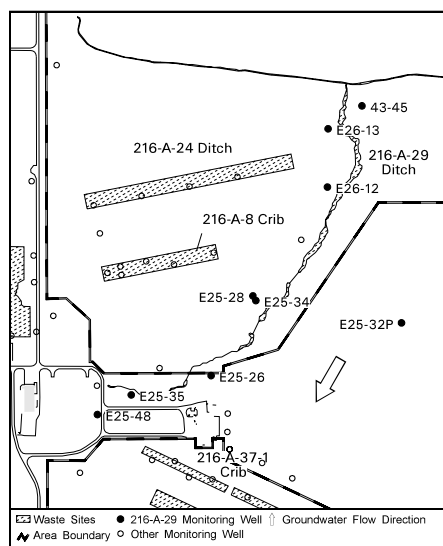 43-45
E26-13
216-A-24 Ditch
216-A-29
Ditch
E26-12
216-A-8 Crib
E25-28
E25-34
E25-32P
E25-26
E25-35
E25-48
216-A-37-1
Crib
Waste Sites
216-A-29 Monitoring Well
Groundwater Flow Direction
Area Boundary
Other Monitoring Well